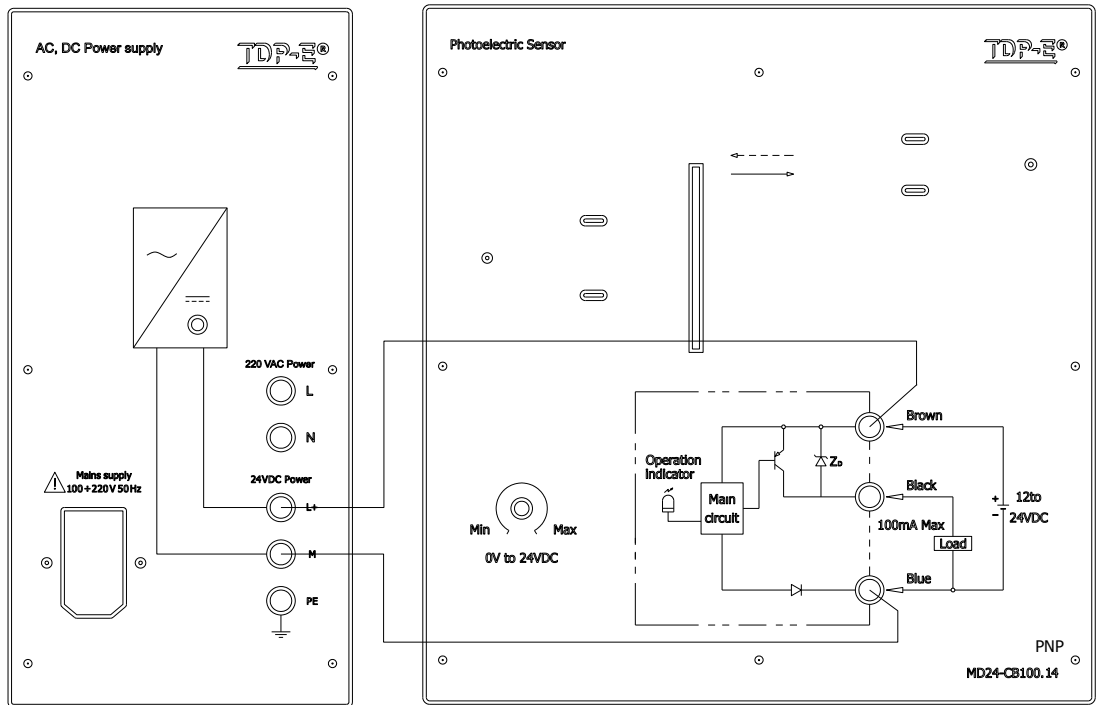 AC, DC Power supply
TDP-E®
220 VAC Power
L
N
Mains supply
100÷220V 50Hz
24VDC Power
L+
M
PE
Photoelectric Sensor
TDP-E®
Min
Max
0V to 24VDC
Operation
Indicator
Main
circuit
ZD
Brown
Black
100mA Max
Load
Blue
+
12to
−
24VDC
PNP
MD24-CB100.14